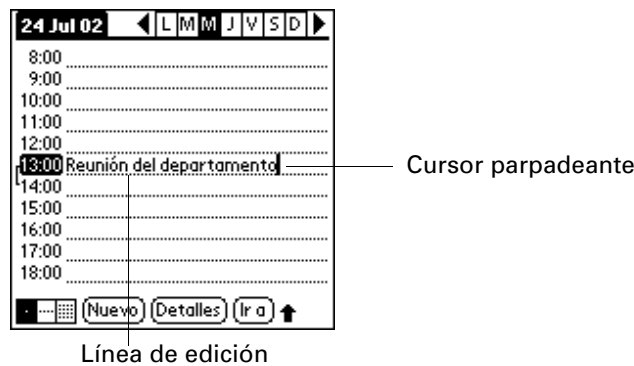 24 Jul 02 L M M J V S D
8:00
9:00
10:00
11:00
12:00
13:00 Reunión del departamento
Cursor parpadeante
14:00
15:00
16:00
17:00
18:00
Nuevo Detalles Ir a
Línea de edición